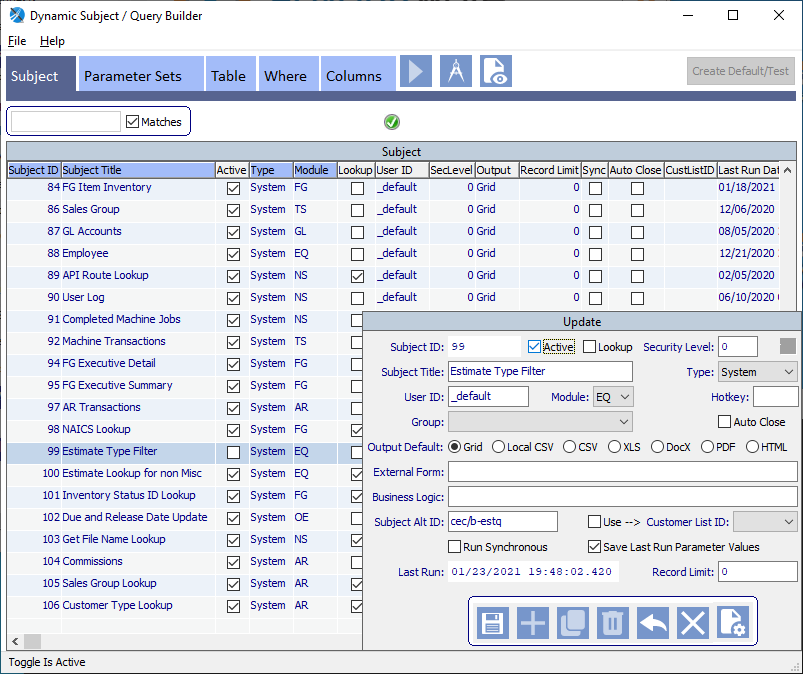 Dynamic Subject / Query Builder
File Help
Subject Parameter Sets Table Where Columns Create Default/Test
Matches
Subject
Subject ID Subject Title Active Type Module Lookup User ID SecLevel Output Record Limit Sync Auto Close CustListID Last Run Dat
84 FG Item Inventory System FG _default 0 Grid 0 01/18/2021
86 Sales Group System TS _default 0 Grid 0 12/06/2020
87 GL Accounts System GL _default 0 Grid 0 08/05/2020
88 Employee System EQ _default 0 Grid 0 12/21/2020
89 API Route Lookup System NS _default 0 Grid 0 02/05/2020
90 User Log System NS _default 0 Grid 0 06/10/2020
91 Completed Machine Jobs System NS
92 Machine Transactions System TS
94 FG Executive Detail System FG
95 FG Executive Summary System FG
97 AR Transactions System AR
98 NAICS Lookup System FG
99 Estimate Type Filter System EQ
100 Estimate Lookup for non Misc System EQ
101 Inventory Status ID Lookup System FG
102 Due and Release Date Update System OE
103 Get File Name Lookup System NS
104 Commissions System AR
105 Sales Group Lookup System AR
106 Customer Type Lookup System AR
Update
Subject ID: 99 Active Lookup Security Level: 0
Subject Title: Estimate Type Filter Type: System
User ID: _default Module: EQ Hotkey:
Group: Auto Close
Output Default: Grid Local CSV CSV XLS DocX PDF HTML
External Form:
Business Logic:
Subject Alt ID: cec/b-estq Use --> Customer List ID:
Run Synchronous Save Last Run Parameter Values
Last Run: 01/23/2021 19:48:02.420 Record Limit: 0
Toggle Is Active